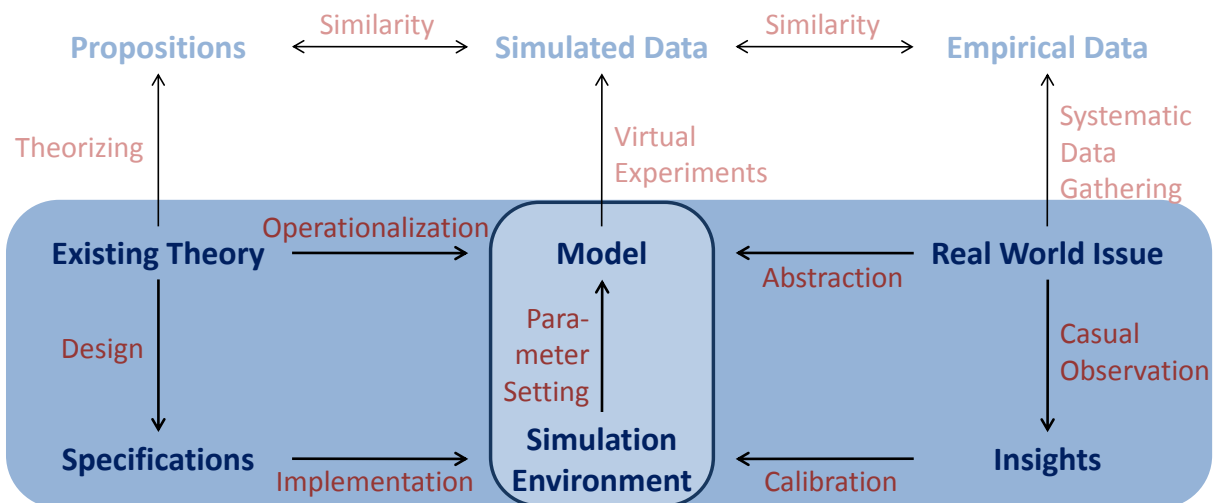 Similarity
Similarity
Propositions
Simulated Data
Empirical Data
Theorizing
Virtual
Experiments
Systematic
Data
Gathering
Operationalization
Existing Theory
Model
Real World Issue
Abstraction
Design
Para-
meter
Setting
Casual
Observation
Specifications
Simulation
Environment
Insights
Implementation
Calibration